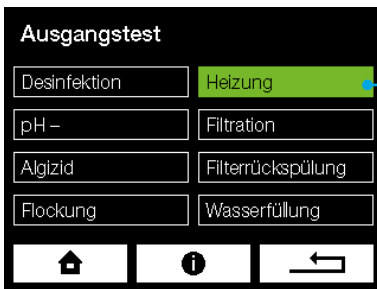 Ausgangstest
Desinfektion
Heizung
pH –
Filtration
Algizid
Filterrückspülung
Flockung
Wasserfüllung